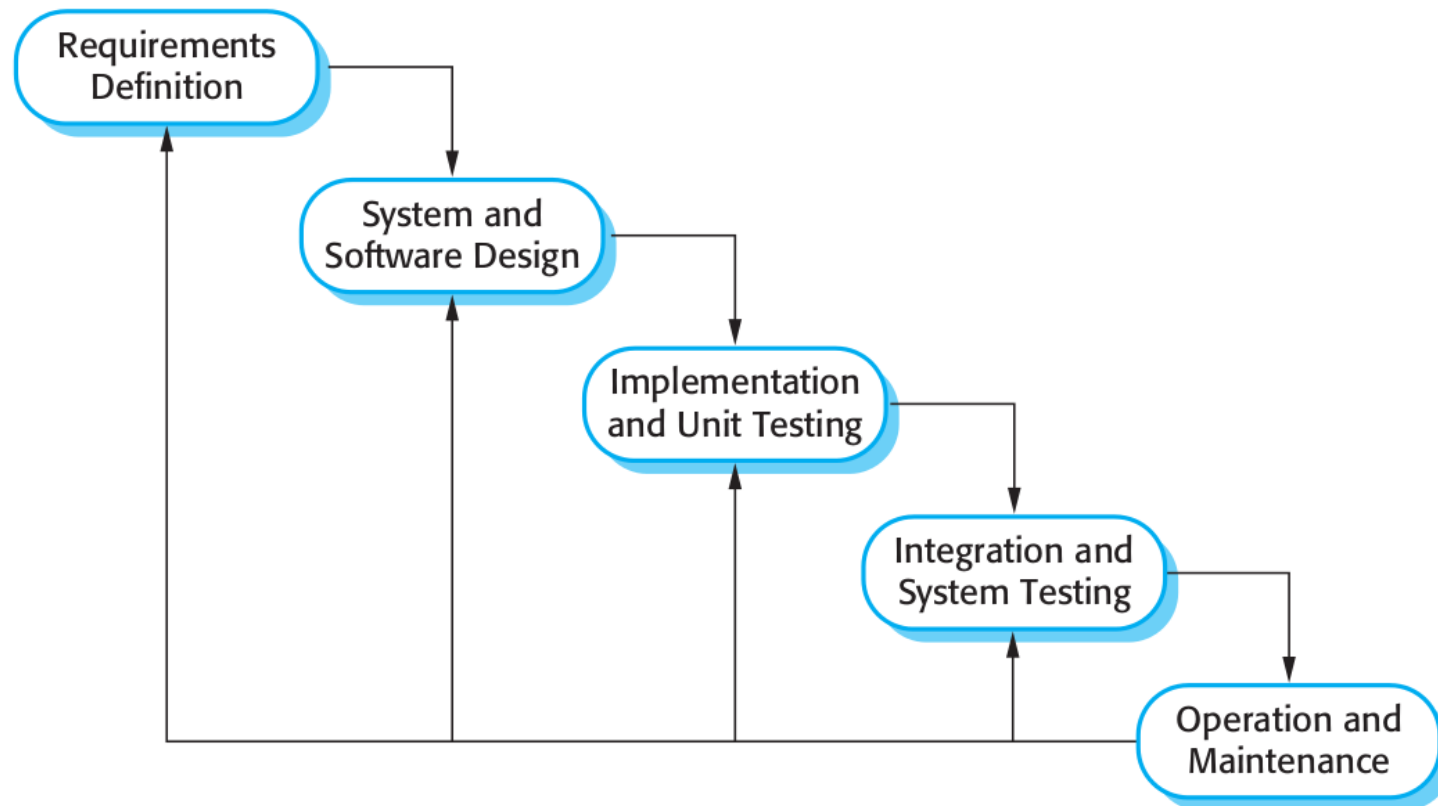 Requirements
Definition
System and
Software Design
Implementation
and Unit Testing
Integration and
System Testing
Operation and
Maintenance